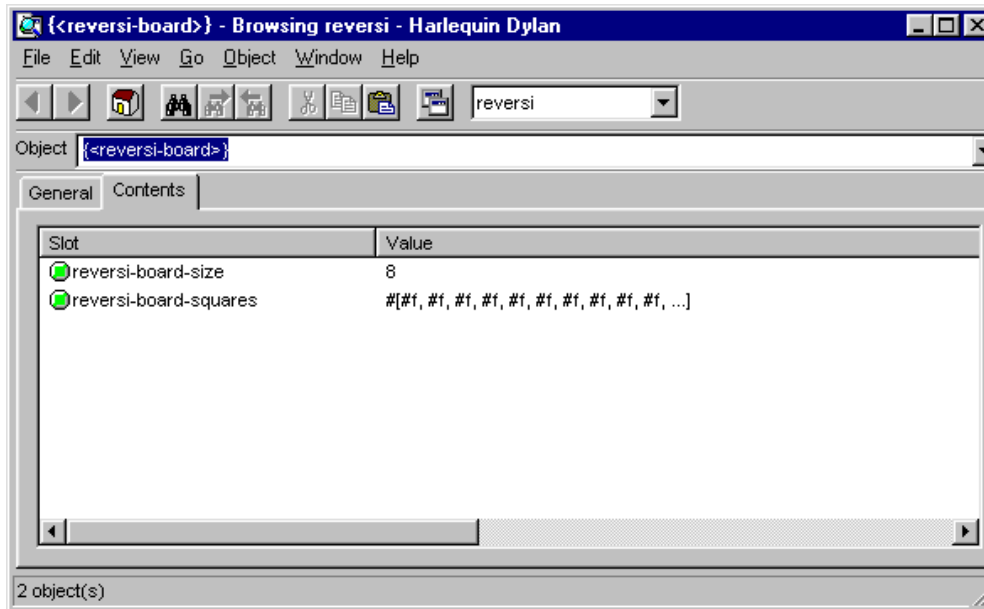 {<reversi-board>} - Browsing reversi - Harlequin Dylan
File Edit View Go Object Window Help
reversi
Object {<reversi-board>}
General Contents
Slot Value
reversi-board-size 8
reversi-board-squares #[#f, #f, #f, #f, #f, #f, #f, #f, #f, #f, ...]
2 object(s)